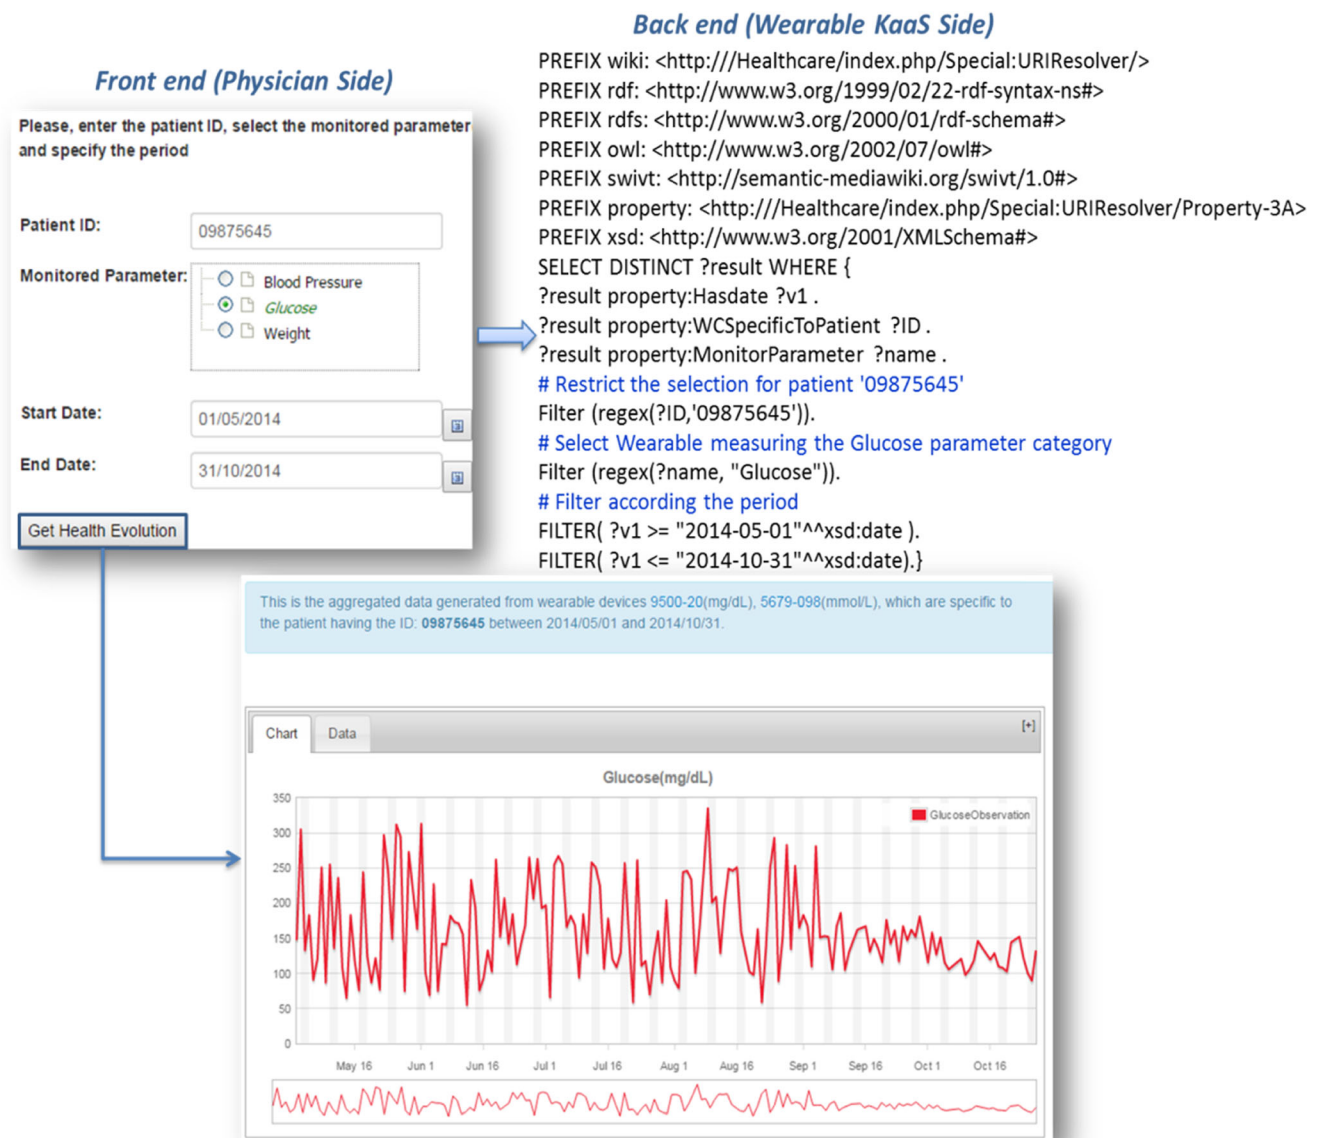 Back end (Wearable KaaS Side)
Front end (Physician Side)
Please, enter the patient ID, select the monitored parameter
and specify the period
Patient ID:
09875645
Monitored Parameter:
Blood Pressure
Glucose
Weight
Start Date:
01/05/2014
End Date:
31/10/2014
Get Health Evolution
PREFIX wiki: <http:///Healthcare/index.php/Special:URIResolver/>
PREFIX rdf: <http://www.w3.org/1999/02/22-rdf-syntax-ns#>
PREFIX rdfs: <http://www.w3.org/2000/01/rdf-schema#>
PREFIX owl: <http://www.w3.org/2002/07/owl#>
PREFIX swivt: <http://semantic-mediawiki.org/swivt/1.0#>
PREFIX property: <http:///Healthcare/index.php/Special:URIResolver/Property-3A>
PREFIX xsd: <http://www.w3.org/2001/XMLSchema#>
SELECT DISTINCT ?result WHERE {
?result property:Hasdate ?v1 .
?result property:WCSpecificToPatient ?ID .
?result property:MonitorParameter ?name .
# Restrict the selection for patient '09875645'
Filter (regex(?ID,'09875645')).
# Select Wearable measuring the Glucose parameter category
Filter (regex(?name, "Glucose")).
# Filter according the period
FILTER( ?v1 >= "2014-05-01"^^xsd:date ).
FILTER( ?v1 <= "2014-10-31"^^xsd:date).}
This is the aggregated data generated from wearable devices 9500-20(mg/dL), 5679-098(mmol/L), which are specific to
the patient having the ID: 09875645 between 2014/05/01 and 2014/10/31.
Chart Data [+]
Glucose(mg/dL)
GlucoseObservation
350
300
250
200
150
100
50
0
May 16 Jun 1 Jun 16 Jul 1 Jul 16 Aug 1 Aug 16 Sep 1 Sep 16 Oct 1 Oct 16